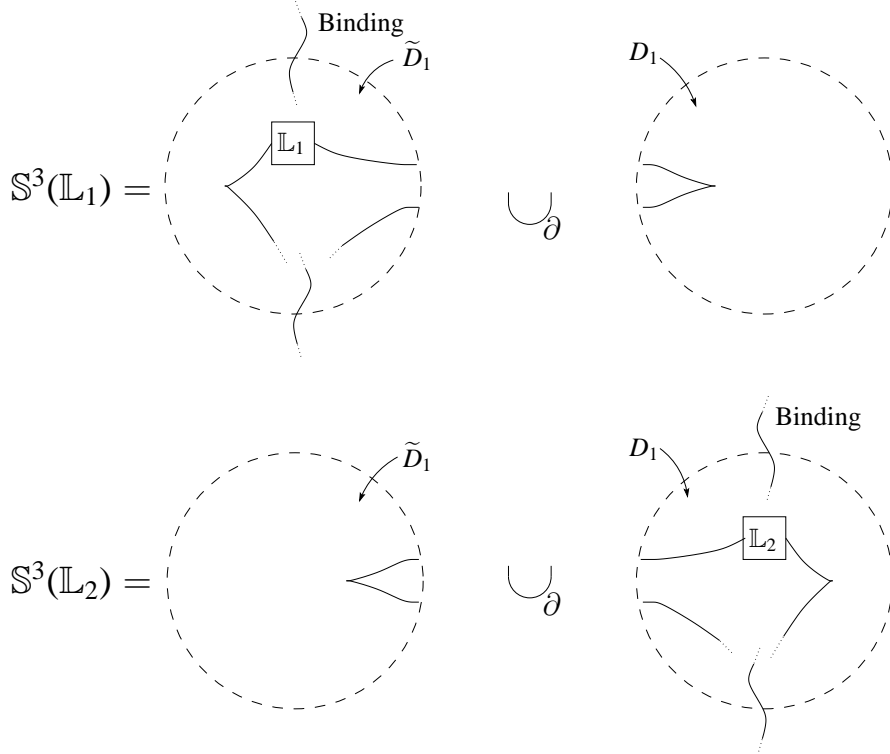 Binding
D̃₁
D₁
𝕃₁
𝕊³(𝕃₁) =
∪∂
Binding
D̃₁
D₁
𝕃₂
𝕊³(𝕃₂) =
∪∂